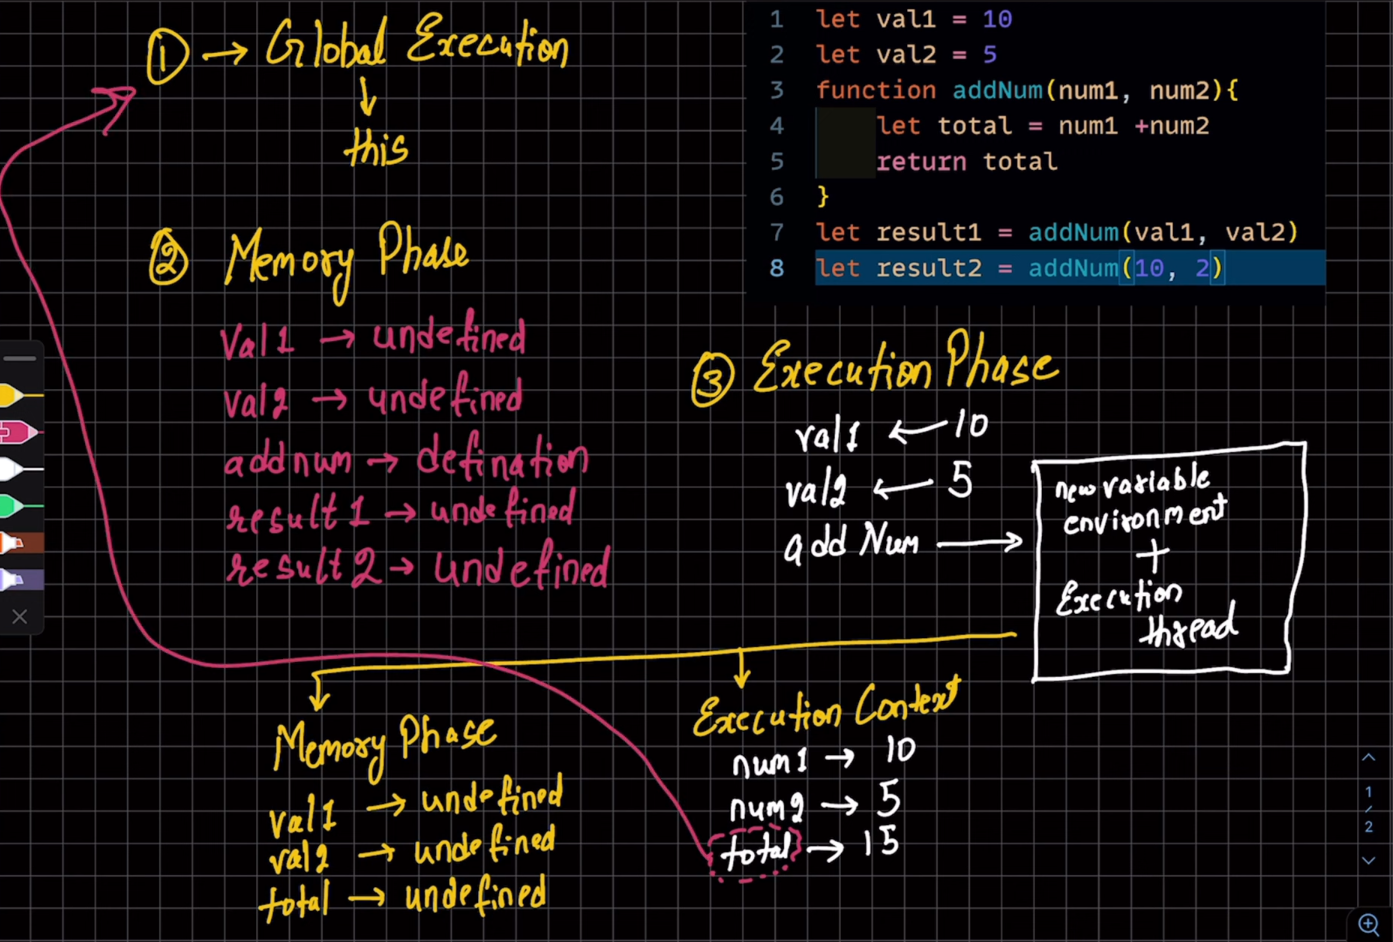 ① → Global Execution
↓
this
② Memory Phase
val1 → undefined
val2 → undefined
addnum → defination
result1 → undefined
result2 → undefined
1 let val1 = 10
2 let val2 = 5
3 function addNum(num1, num2){
4 let total = num1 +num2
5 return total
6 }
7 let result1 = addNum(val1, val2)
8 let result2 = addNum(10, 2)
③ Execution Phase
val1 ← 10
val2 ← 5
add Num →
new variable
environment
+
Execution
thread
Memory Phase
val1 → undefined
val2 → undefined
total → undefined
Execution Context
num1 → 10
num2 → 5
total → 15
1
/
2